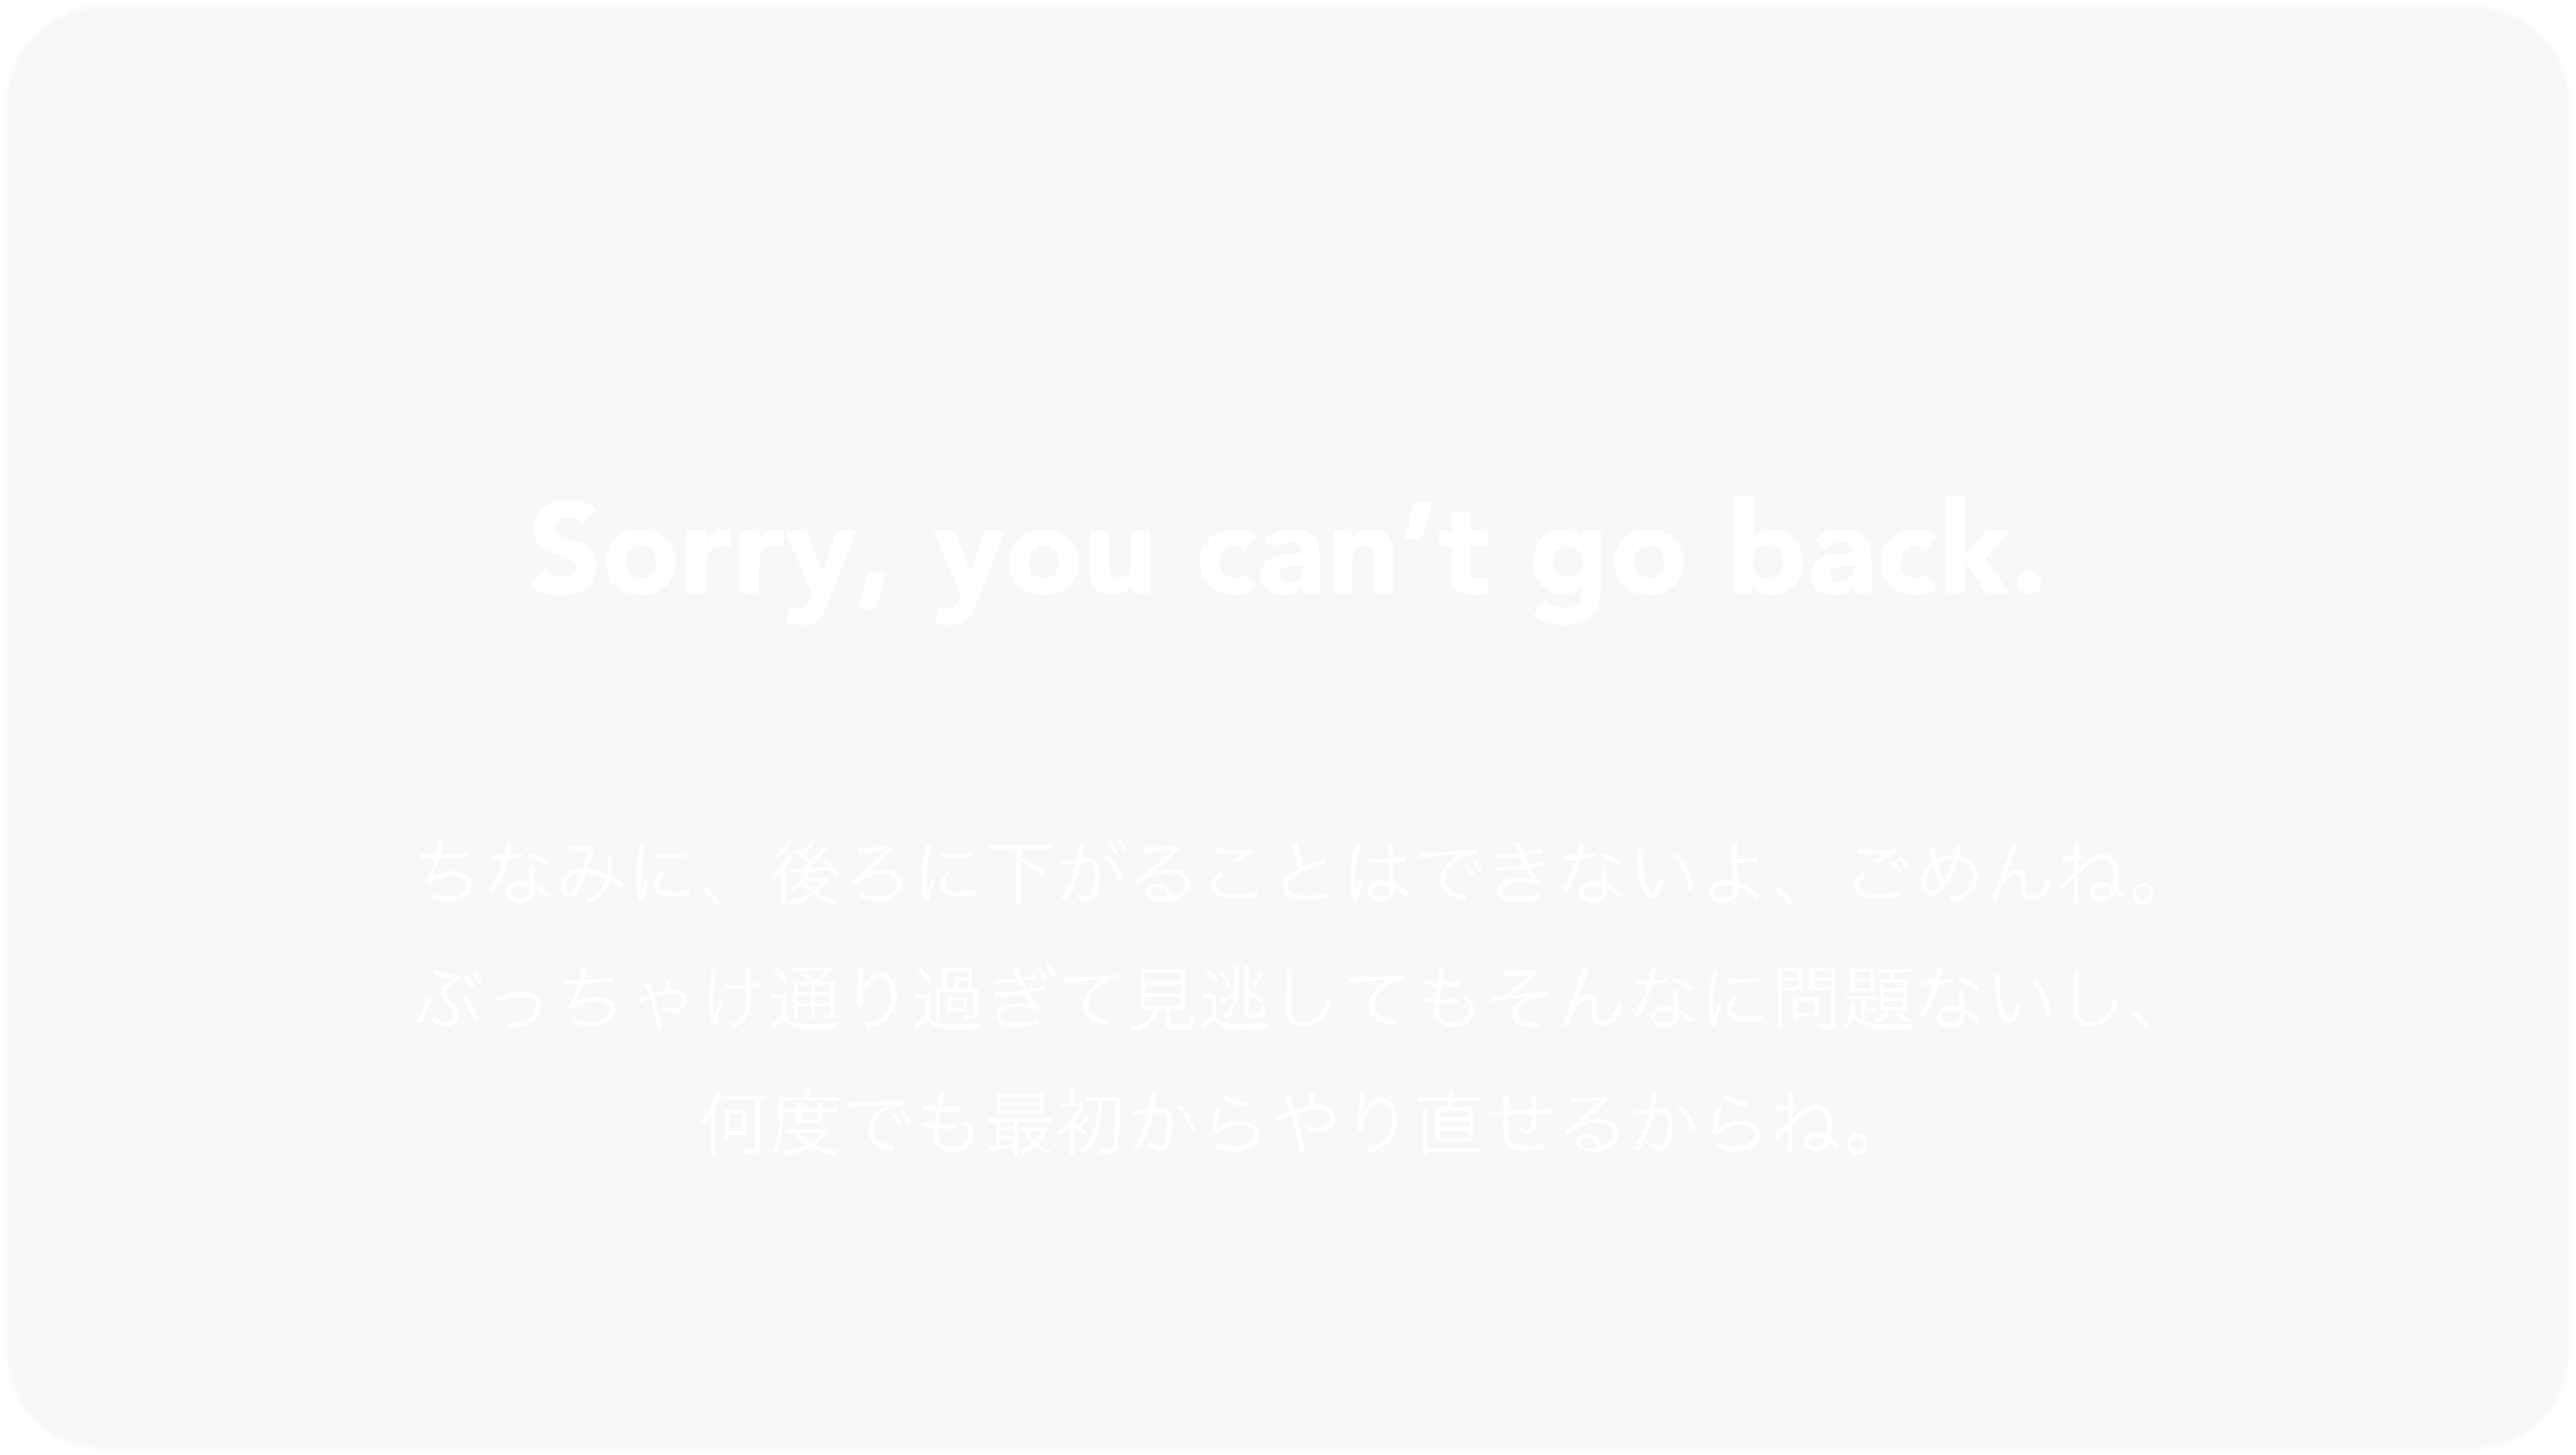 Sorry, you can’t go back.
ちなみに、後ろに下がることはできないよ、ごめんね。
ぶっちゃけ通り過ぎて見逃してもそんなに問題ないし、
何度でも最初からやり直せるからね。